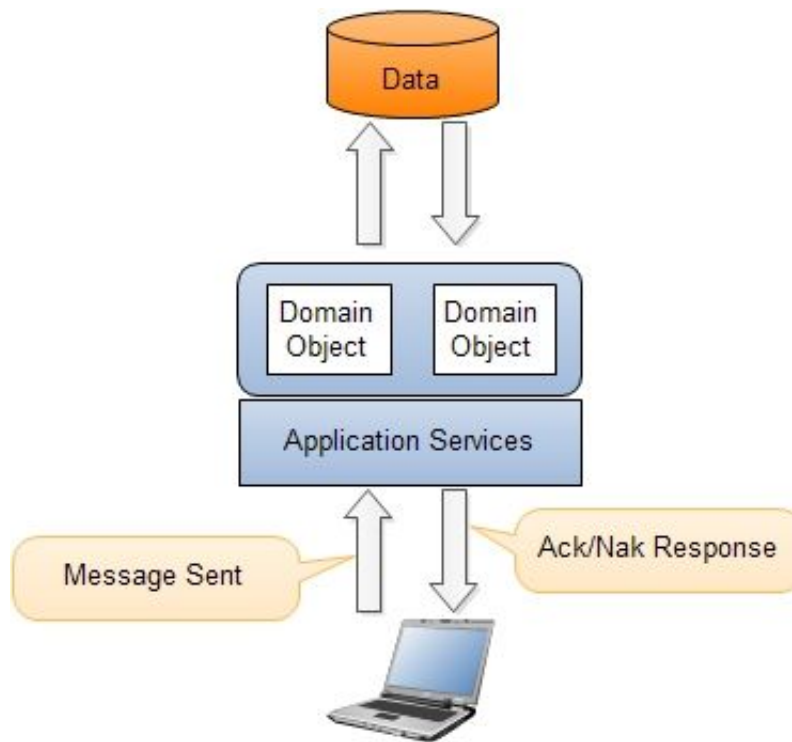 Data
Domain
Object
Domain
Object
Application Services
Message Sent
Ack/Nak Response